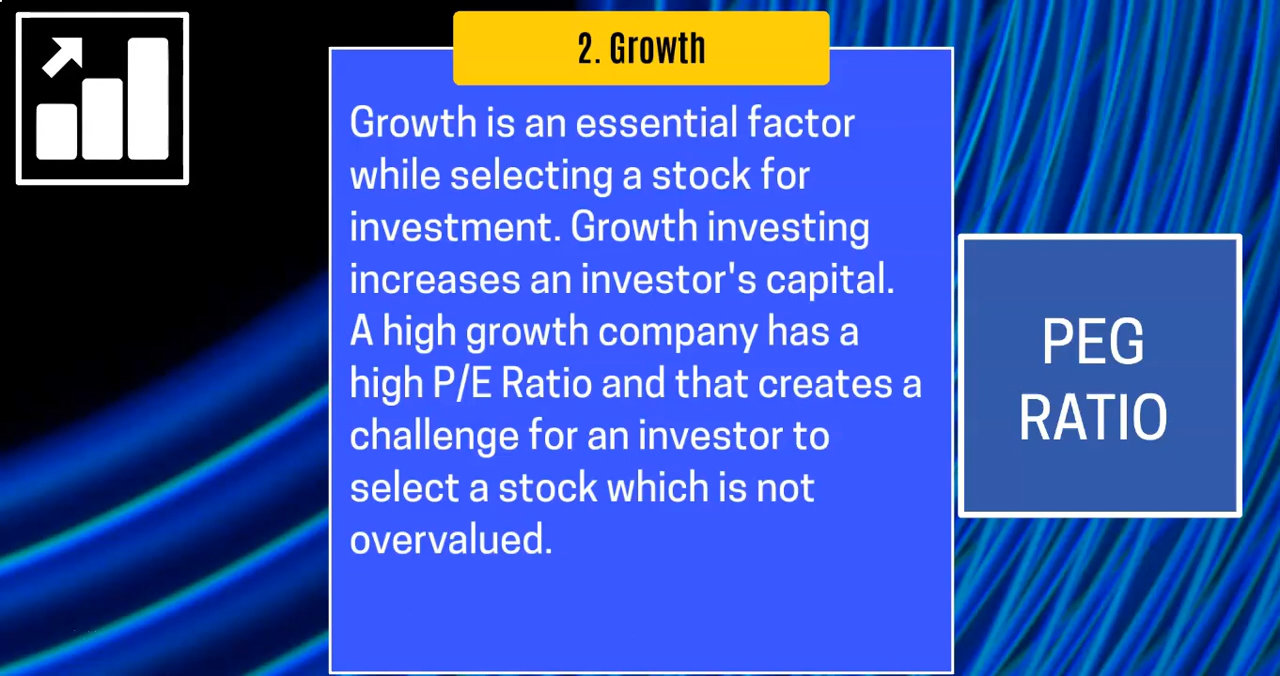 2. Growth
Growth is an essential factor
while selecting a stock for
investment. Growth investing
increases an investor's capital.
A high growth company has a
high P/E Ratio and that creates a
challenge for an investor to
select a stock which is not
overvalued.
PEG
RATIO